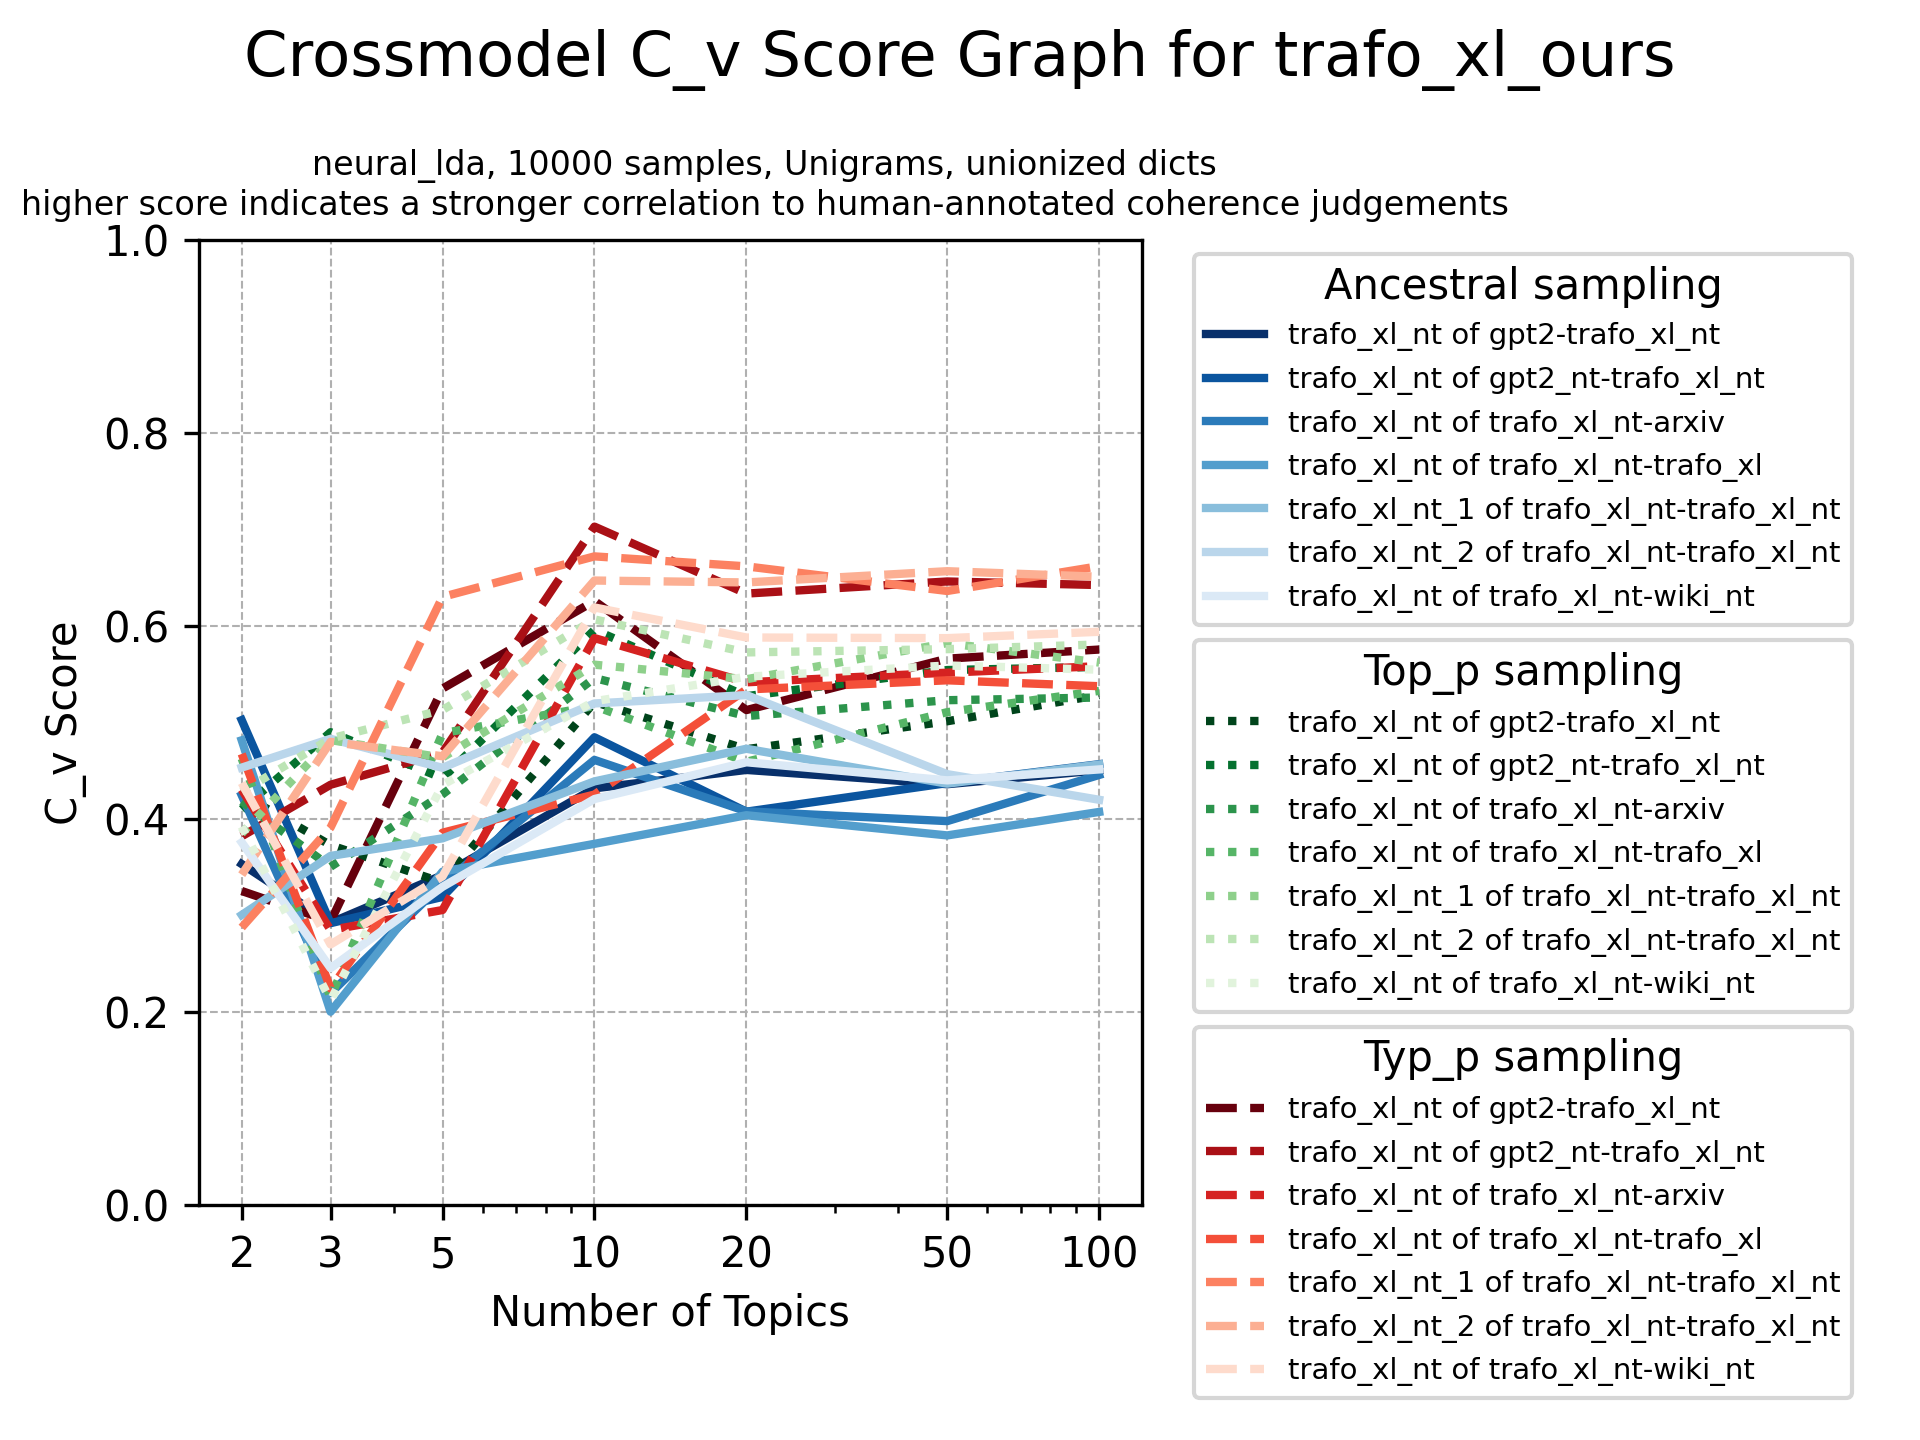 Crossmodel C_v Score Graph for trafo_xl_ours
neural_lda, 10000 samples, Unigrams, unionized dicts
higher score indicates a stronger correlation to human-annotated coherence judgements
1.0
0.8
0.6
0.4
0.2
0.0
C_v Score
2 3 5 10 20 50 100
Number of Topics
Ancestral sampling
trafo_xl_nt of gpt2-trafo_xl_nt
trafo_xl_nt of gpt2_nt-trafo_xl_nt
trafo_xl_nt of trafo_xl_nt-arxiv
trafo_xl_nt of trafo_xl_nt-trafo_xl
trafo_xl_nt_1 of trafo_xl_nt-trafo_xl_nt
trafo_xl_nt_2 of trafo_xl_nt-trafo_xl_nt
trafo_xl_nt of trafo_xl_nt-wiki_nt
Top_p sampling
trafo_xl_nt of gpt2-trafo_xl_nt
trafo_xl_nt of gpt2_nt-trafo_xl_nt
trafo_xl_nt of trafo_xl_nt-arxiv
trafo_xl_nt of trafo_xl_nt-trafo_xl
trafo_xl_nt_1 of trafo_xl_nt-trafo_xl_nt
trafo_xl_nt_2 of trafo_xl_nt-trafo_xl_nt
trafo_xl_nt of trafo_xl_nt-wiki_nt
Typ_p sampling
trafo_xl_nt of gpt2-trafo_xl_nt
trafo_xl_nt of gpt2_nt-trafo_xl_nt
trafo_xl_nt of trafo_xl_nt-arxiv
trafo_xl_nt of trafo_xl_nt-trafo_xl
trafo_xl_nt_1 of trafo_xl_nt-trafo_xl_nt
trafo_xl_nt_2 of trafo_xl_nt-trafo_xl_nt
trafo_xl_nt of trafo_xl_nt-wiki_nt